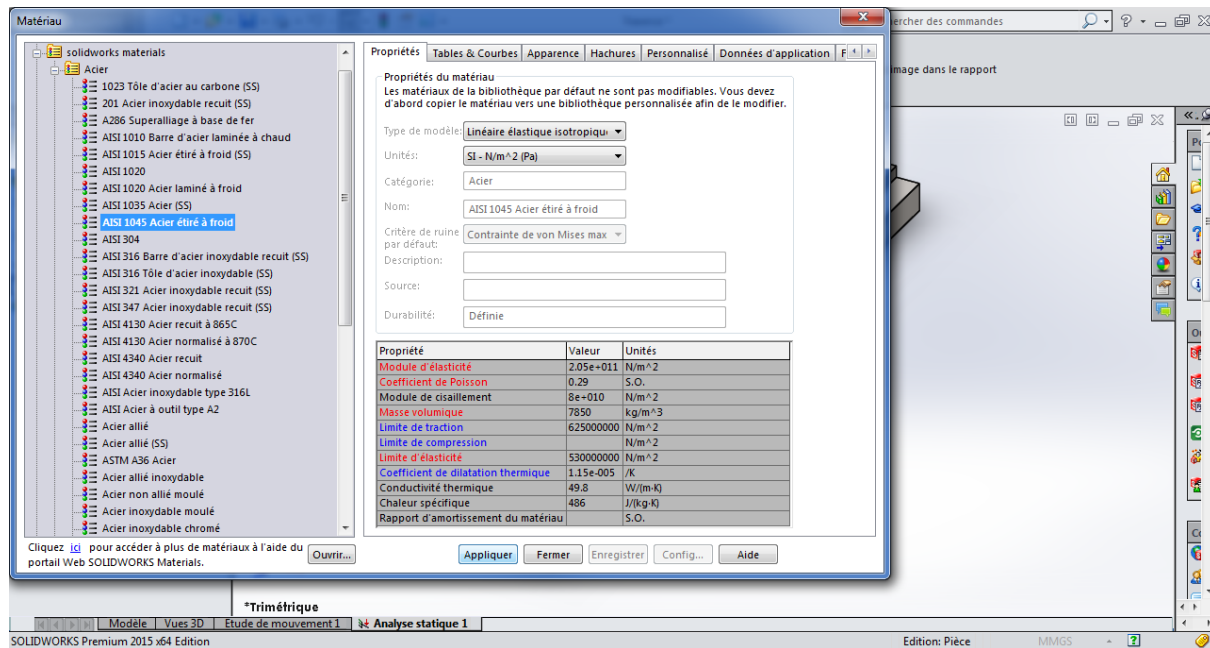 Matériau
ercher des commandes
solidworks materials
Acier
1023 Tôle d'acier au carbone (SS)
201 Acier inoxydable recuit (SS)
A286 Superalliage à base de fer
AISI 1010 Barre d'acier laminée à chaud
AISI 1015 Acier étiré à froid (SS)
AISI 1020
AISI 1020 Acier laminé à froid
AISI 1035 Acier (SS)
AISI 1045 Acier étiré à froid
AISI 304
AISI 316 Barre d'acier inoxydable recuit (SS)
AISI 316 Tôle d'acier inoxydable (SS)
AISI 321 Acier inoxydable recuit (SS)
AISI 347 Acier inoxydable recuit (SS)
AISI 4130 Acier recuit à 865C
AISI 4130 Acier normalisé à 870C
AISI 4340 Acier recuit
AISI 4340 Acier normalisé
AISI Acier inoxydable type 316L
AISI Acier à outil type A2
Acier allié
Acier allié (SS)
ASTM A36 Acier
Acier allié inoxydable
Acier non allié moulé
Acier inoxydable moulé
Acier inoxydable chromé
Cliquez ici pour accéder à plus de matériaux à l'aide du
portail Web SOLIDWORKS Materials.
Ouvrir...
Propriétés Tables & Courbes Apparence Hachures Personnalisé Données d'application F
Propriétés du matériau
Les matériaux de la bibliothèque par défaut ne sont pas modifiables. Vous devez
d'abord copier le matériau vers une bibliothèque personnalisée afin de le modifier.
Type de modèle: Linéaire élastique isotropiqu
Unités: SI - N/m^2 (Pa)
Catégorie: Acier
Nom: AISI 1045 Acier étiré à froid
Critère de ruine par défaut: Contrainte de von Mises max
Description:
Source:
Durabilité: Définie
Propriété Valeur Unités
Module d'élasticité 2.05e+011 N/m^2
Coefficient de Poisson 0.29 S.O.
Module de cisaillement 8e+010 N/m^2
Masse volumique 7850 kg/m^3
Limite de traction 625000000 N/m^2
Limite de compression N/m^2
Limite d'élasticité 530000000 N/m^2
Coefficient de dilatation thermique 1.15e-005 /K
Conductivité thermique 49.8 W/(m·K)
Chaleur spécifique 486 J/(kg·K)
Rapport d'amortissement du matériau S.O.
Appliquer Fermer Enregistrer Config... Aide
image dans le rapport
*Trimétrique
Modèle Vues 3D Etude de mouvement 1 Analyse statique 1
SOLIDWORKS Premium 2015 x64 Edition Edition: Pièce MMGS